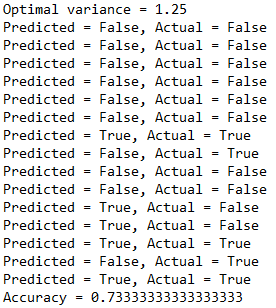 Optimal variance = 1.25
Predicted = False, Actual = False
Predicted = False, Actual = False
Predicted = False, Actual = False
Predicted = False, Actual = False
Predicted = False, Actual = False
Predicted = False, Actual = False
Predicted = True, Actual = True
Predicted = False, Actual = True
Predicted = False, Actual = False
Predicted = False, Actual = False
Predicted = True, Actual = False
Predicted = True, Actual = False
Predicted = True, Actual = True
Predicted = False, Actual = True
Predicted = True, Actual = True
Accuracy = 0.73333333333333333